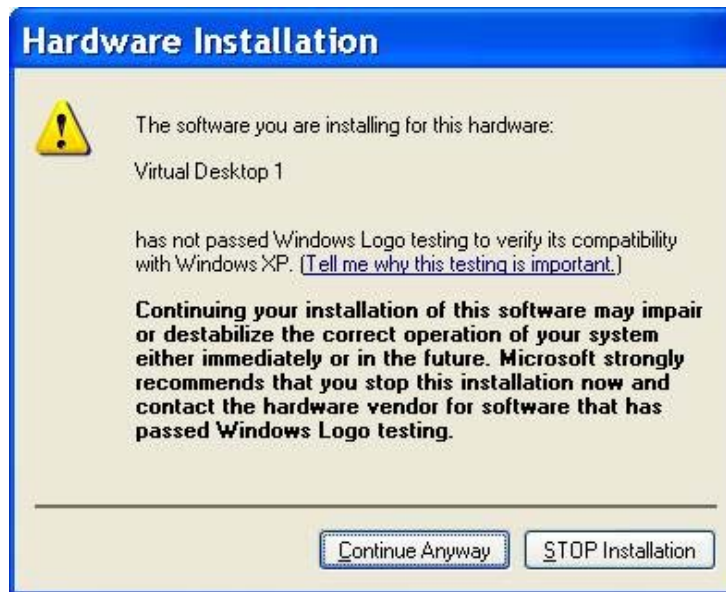 Hardware Installation
The software you are installing for this hardware:
Virtual Desktop 1
has not passed Windows Logo testing to verify its compatibility
with Windows XP. (Tell me why this testing is important.)
Continuing your installation of this software may impair
or destabilize the correct operation of your system
either immediately or in the future. Microsoft strongly
recommends that you stop this installation now and
contact the hardware vendor for software that has
passed Windows Logo testing.
Continue Anyway
STOP Installation